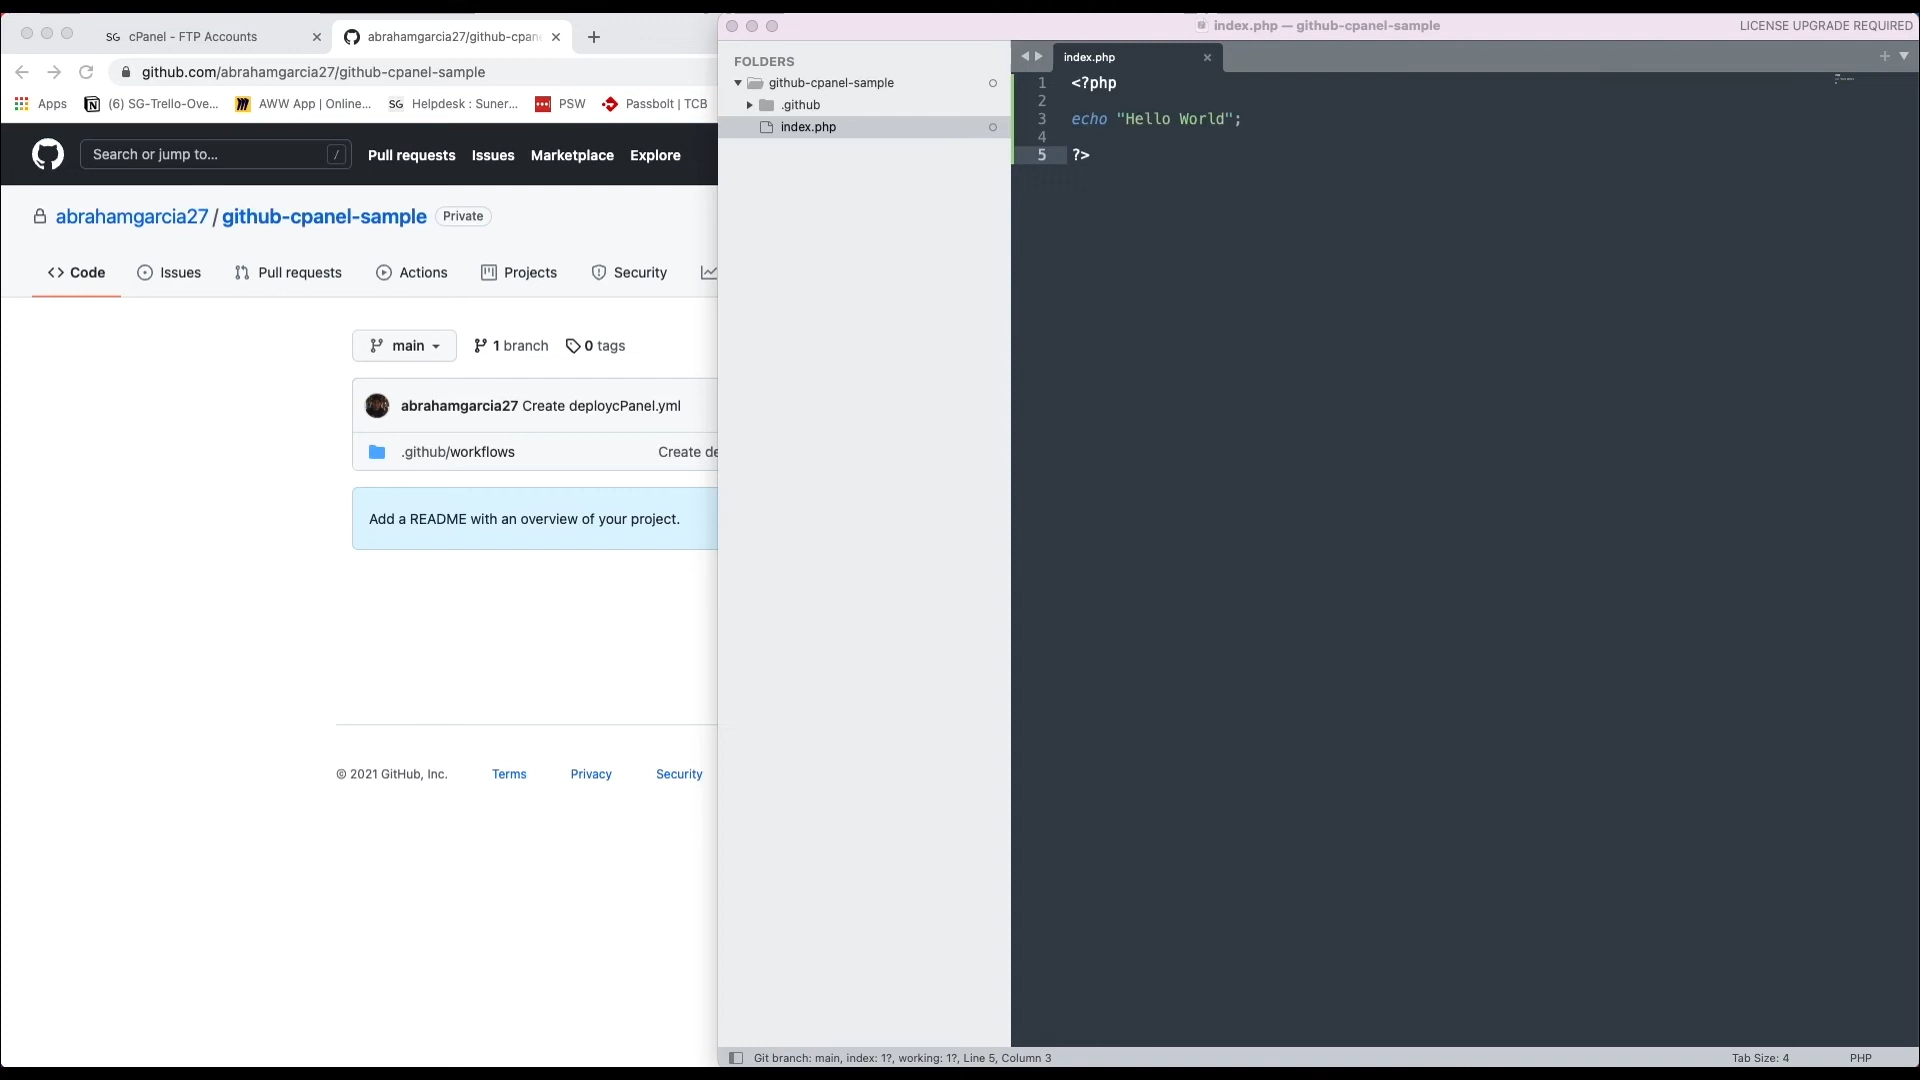 SG cPanel - FTP Accounts
abrahamgarcia27/github-cpan
github.com/abrahamgarcia27/github-cpanel-sample
Apps
(6) SG-Trello-Ove...
AWW App | Online...
SG Helpdesk : Suner...
PSW
Passbolt | TCB
Search or jump to...
/
Pull requests
Issues
Marketplace
Explore
abrahamgarcia27 / github-cpanel-sample
Private
<> Code
Issues
Pull requests
Actions
Projects
Security
main
1 branch
0 tags
abrahamgarcia27 Create deploycPanel.yml
.github/workflows
Create de
Add a README with an overview of your project.
© 2021 GitHub, Inc.
Terms
Privacy
Security
index.php — github-cpanel-sample
LICENSE UPGRADE REQUIRED
FOLDERS
github-cpanel-sample
.github
index.php
index.php
1 <?php
2
3 echo "Hello World";
4
5 ?>
Git branch: main, index: 1?, working: 1?, Line 5, Column 3
Tab Size: 4
PHP